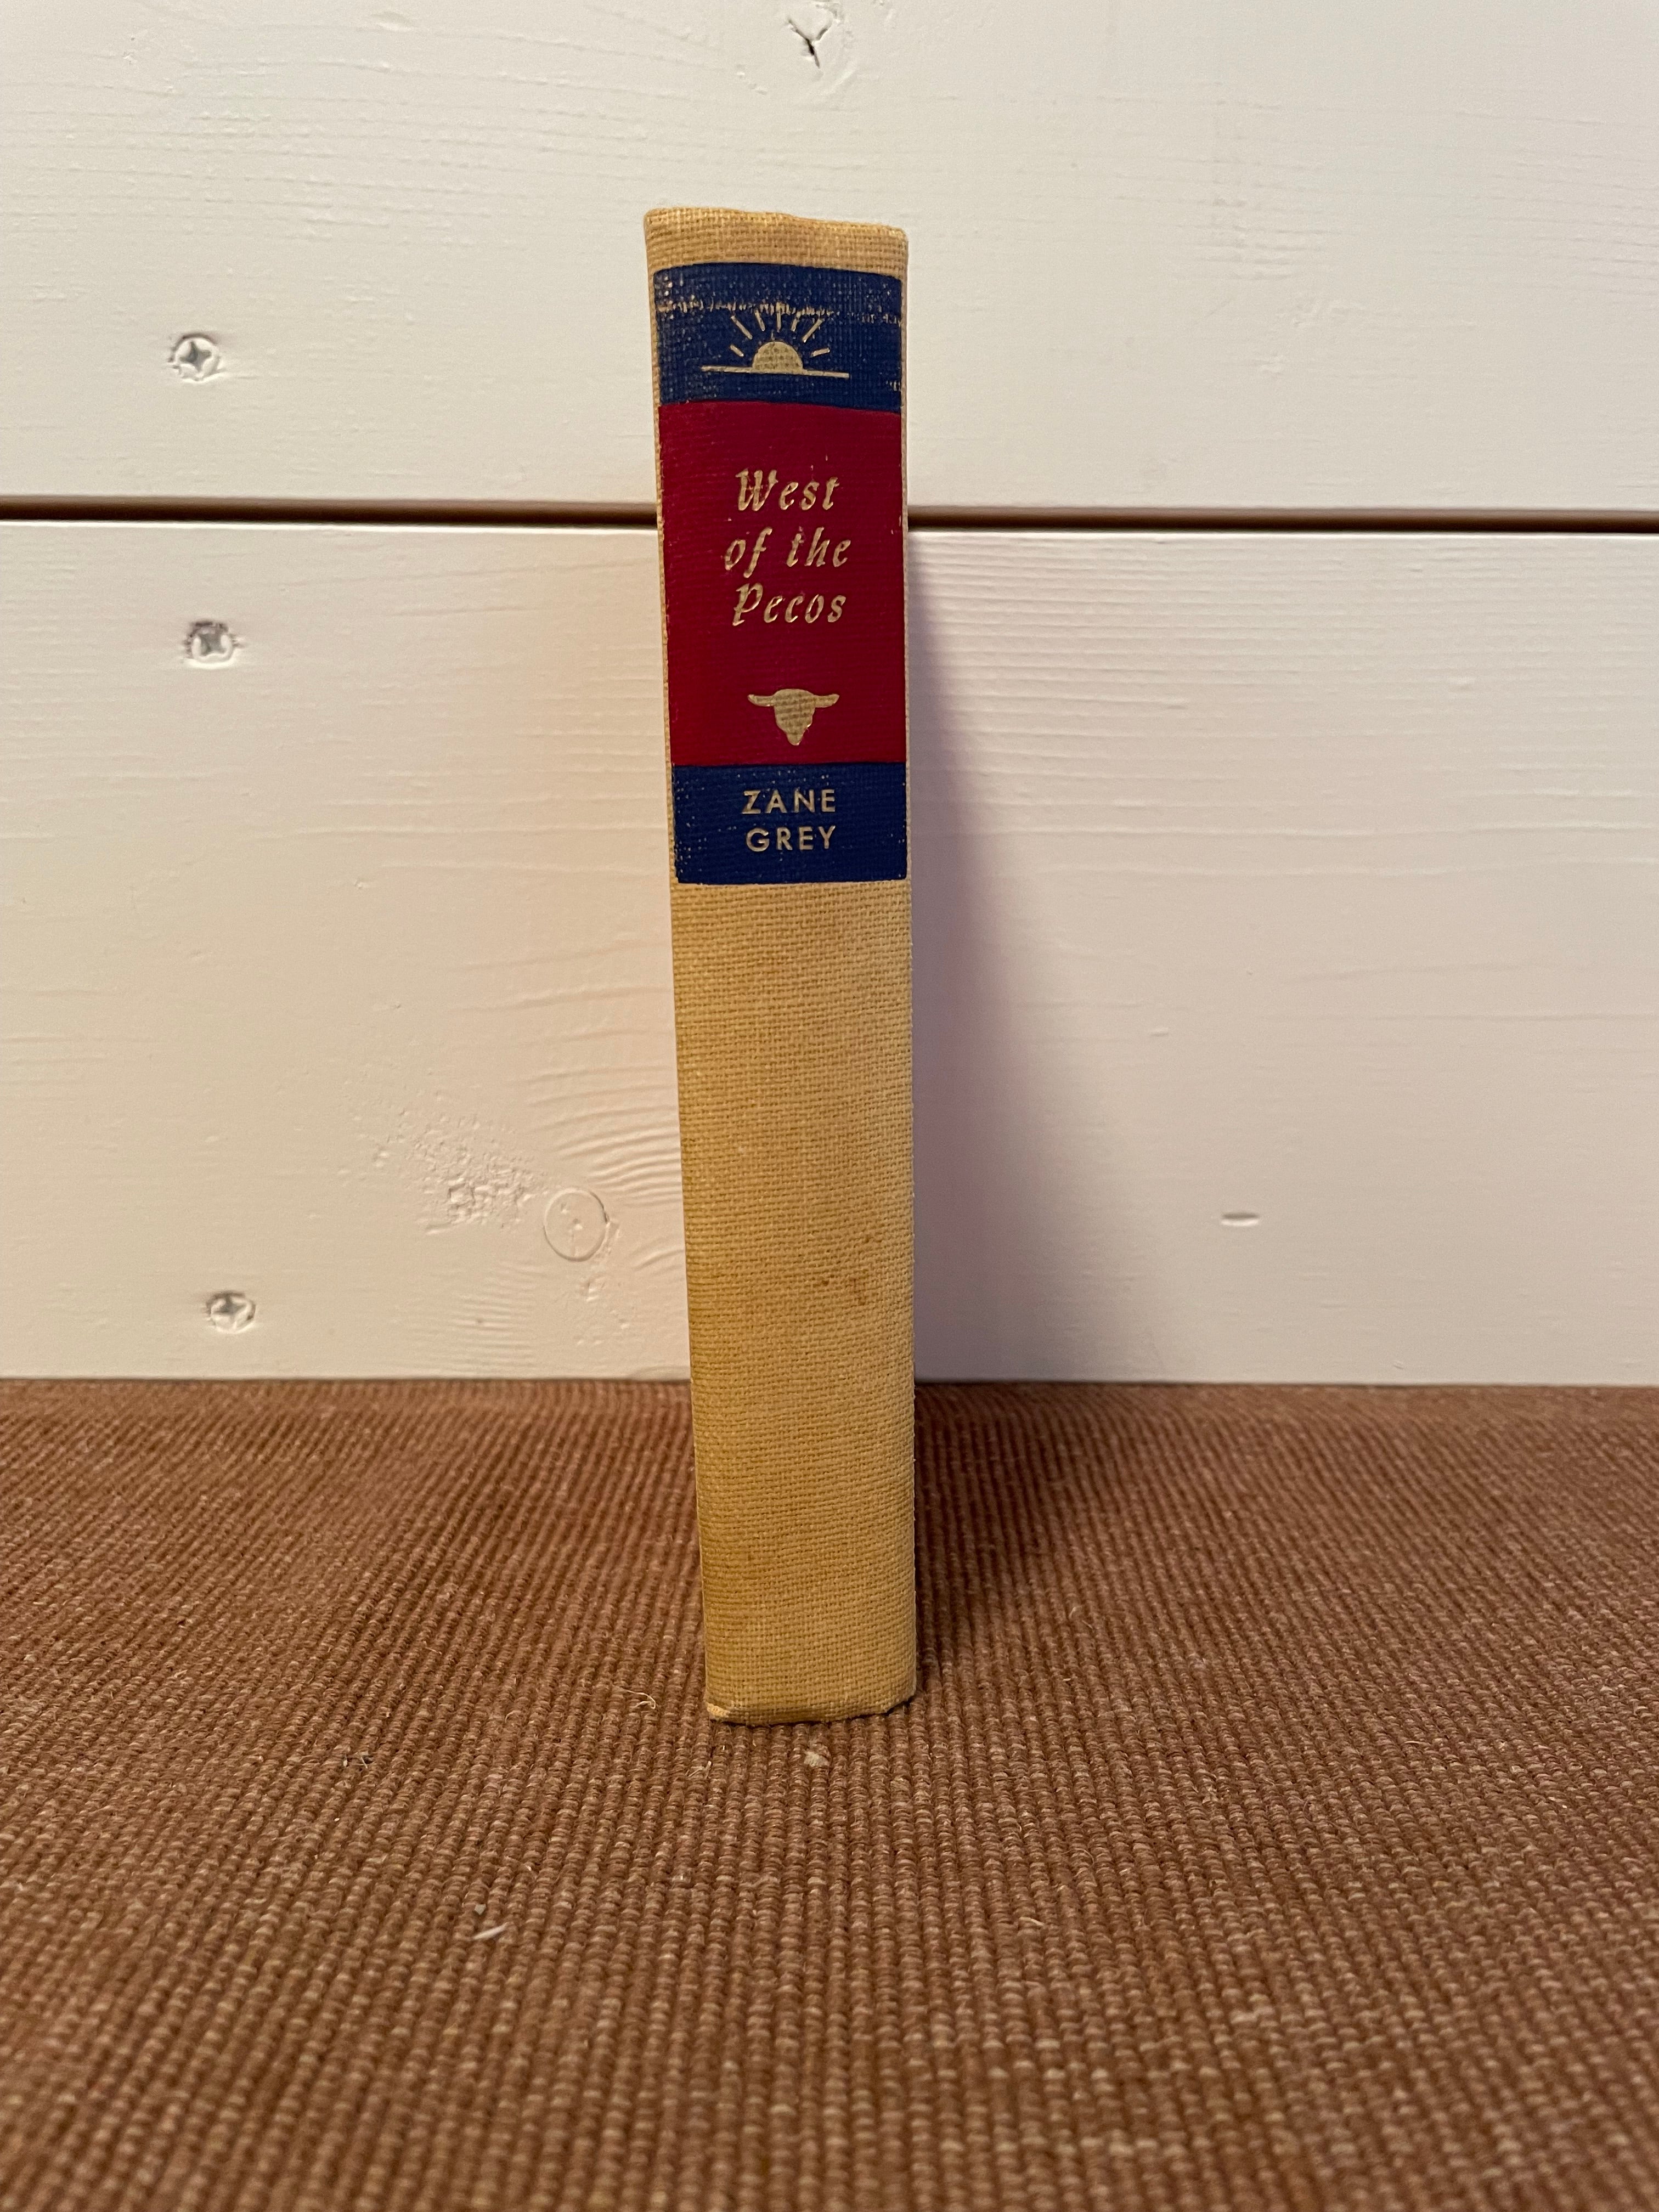 West
of the
Pecos
ZANE
GREY